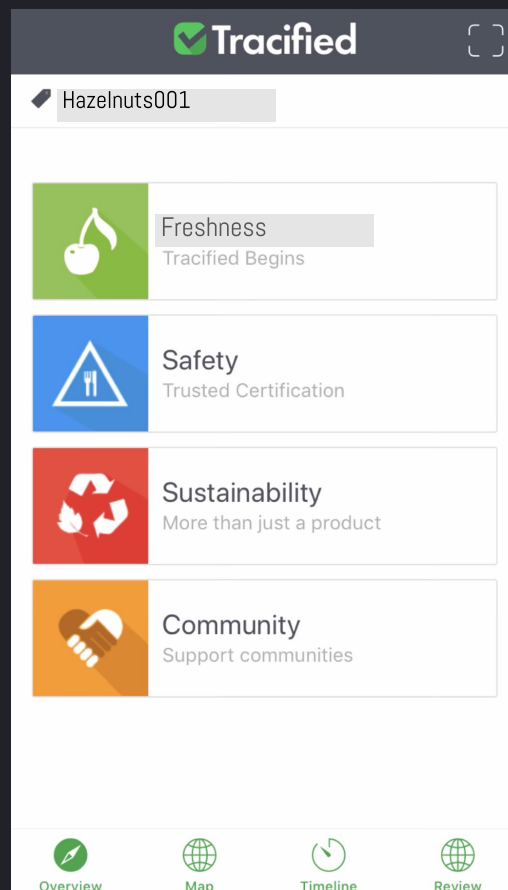 Tracified
Hazelnuts001
Freshness
Tracified Begins
Safety
Trusted Certification
Sustainability
More than just a product
Community
Support communities
Overview
Map
Timeline
Review